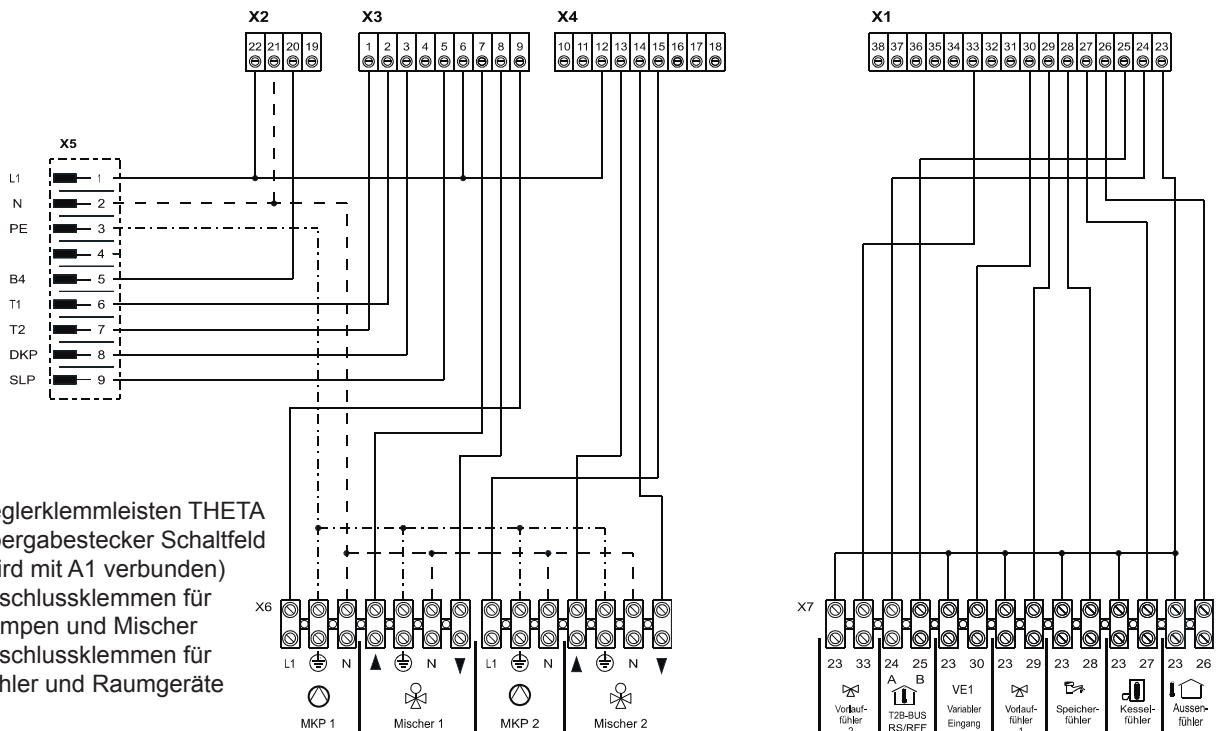 X2
X3
X4
X1
22 21 20 19
1 2 3 4 5 6 7 8 9
10 11 12 13 14 15 16 17 18
38 37 36 35 34 33 32 31 30 29 28 27 26 25 24 23
X5
L1 1
N 2
PE 3
4
B4 5
T1 6
T2 7
DKP 8
SLP 9
eglerklemmleisten THETA
bergabestecker Schaltfeld
ird mit A1 verbunden)
schlussklemmen für
mpen und Mischer
schlussklemmen für
hler und Raumgeräte
X6
L1 N N L1 N N
MKP 1
Mischer 1
MKP 2
Mischer 2
X7
23 33 24 25 23 30 23 29 23 28 23 27 23 26
A B
Vorlauf-
fühler
2
T2B-BUS
RS/RFF
VE1
Variabler
Eingang
Vorlauf-
fühler
1
Speicher-
fühler
Kessel-
fühler
Aussen-
fühler